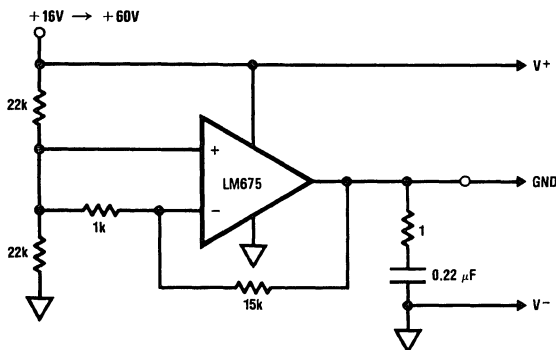 +16V → +60V
V+
22k
+
LM675
GND
−
1k
1
22k
0.22 μF
15k
V−